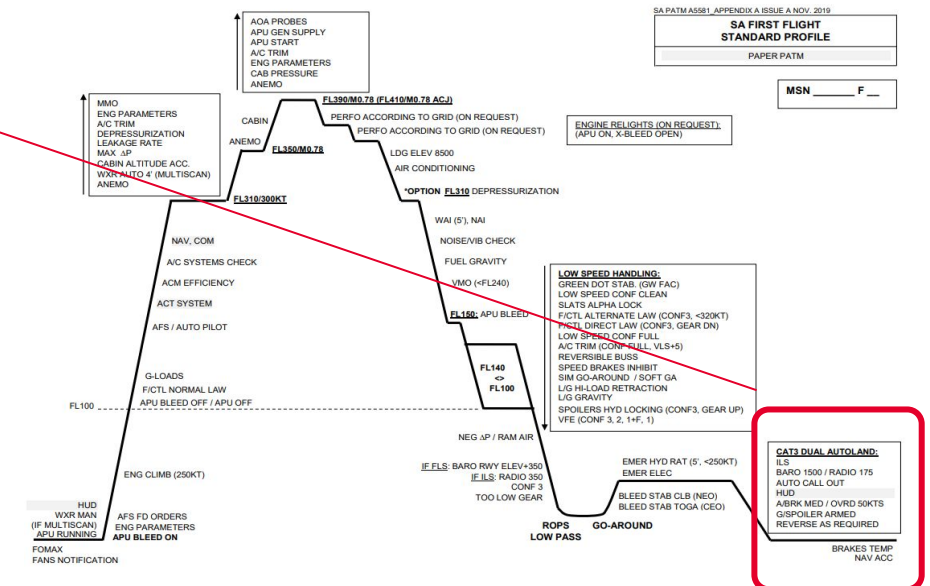 SA PATM A5581_APPENDIX A ISSUE A NOV. 2019
SA FIRST FLIGHT
STANDARD PROFILE
PAPER PATM
MSN _______ F __
AOA PROBES
APU GEN SUPPLY
APU START
A/C TRIM
ENG PARAMETERS
CAB PRESSURE
ANEMO
MMO
ENG PARAMETERS
A/C TRIM
DEPRESSURIZATION
LEAKAGE RATE
MAX ΔP
CABIN ALTITUDE ACC.
WXR AUTO 4' (MULTISCAN)
ANEMO
FL390/M0.78 (FL410/M0.78 ACJ)
CABIN
PERFO ACCORDING TO GRID (ON REQUEST)
PERFO ACCORDING TO GRID (ON REQUEST)
ENGINE RELIGHTS (ON REQUEST):
(APU ON, X-BLEED OPEN)
ANEMO
FL350/M0.78
LDG ELEV 8500
AIR CONDITIONING
FL310/300KT
*OPTION FL310 DEPRESSURIZATION
WAI (5'), NAI
NOISE/VIB CHECK
FUEL GRAVITY
VMO (<FL240)
FL150: APU BLEED
NAV, COM
A/C SYSTEMS CHECK
ACM EFFICIENCY
ACT SYSTEM
AFS / AUTO PILOT
G-LOADS
F/CTL NORMAL LAW
APU BLEED OFF / APU OFF
FL100
FL140
<>
FL100
LOW SPEED HANDLING:
GREEN DOT STAB. (GW FAC)
LOW SPEED CONF CLEAN
SLATS ALPHA LOCK
F/CTL ALTERNATE LAW (CONF3, <320KT)
F/CTL DIRECT LAW (CONF3, GEAR DN)
LOW SPEED CONF FULL
A/C TRIM (CONF FULL, VLS+5)
REVERSIBLE BUSS
SPEED BRAKES INHIBIT
SIM GO-AROUND / SOFT GA
L/G HI-LOAD RETRACTION
L/G GRAVITY
SPOILERS HYD LOCKING (CONF3, GEAR UP)
VFE (CONF 3, 2, 1+F, 1)
NEG ΔP / RAM AIR
IF FLS: BARO RWY ELEV+350
IF ILS: RADIO 350
CONF 3
TOO LOW GEAR
ENG CLIMB (250KT)
HUD
WXR MAN
(IF MULTISCAN)
APU RUNNING
AFS FD ORDERS
ENG PARAMETERS
APU BLEED ON
FOMAX
FANS NOTIFICATION
EMER HYD RAT (5', <250KT)
EMER ELEC
BLEED STAB CLB (NEO)
BLEED STAB TOGA (CEO)
ROPS
LOW PASS
GO-AROUND
CAT3 DUAL AUTOLAND:
ILS
BARO 1500 / RADIO 175
AUTO CALL OUT
HUD
A/BRK MED / OVRD 50KTS
G/SPOILER ARMED
REVERSE AS REQUIRED
BRAKES TEMP
NAV ACC